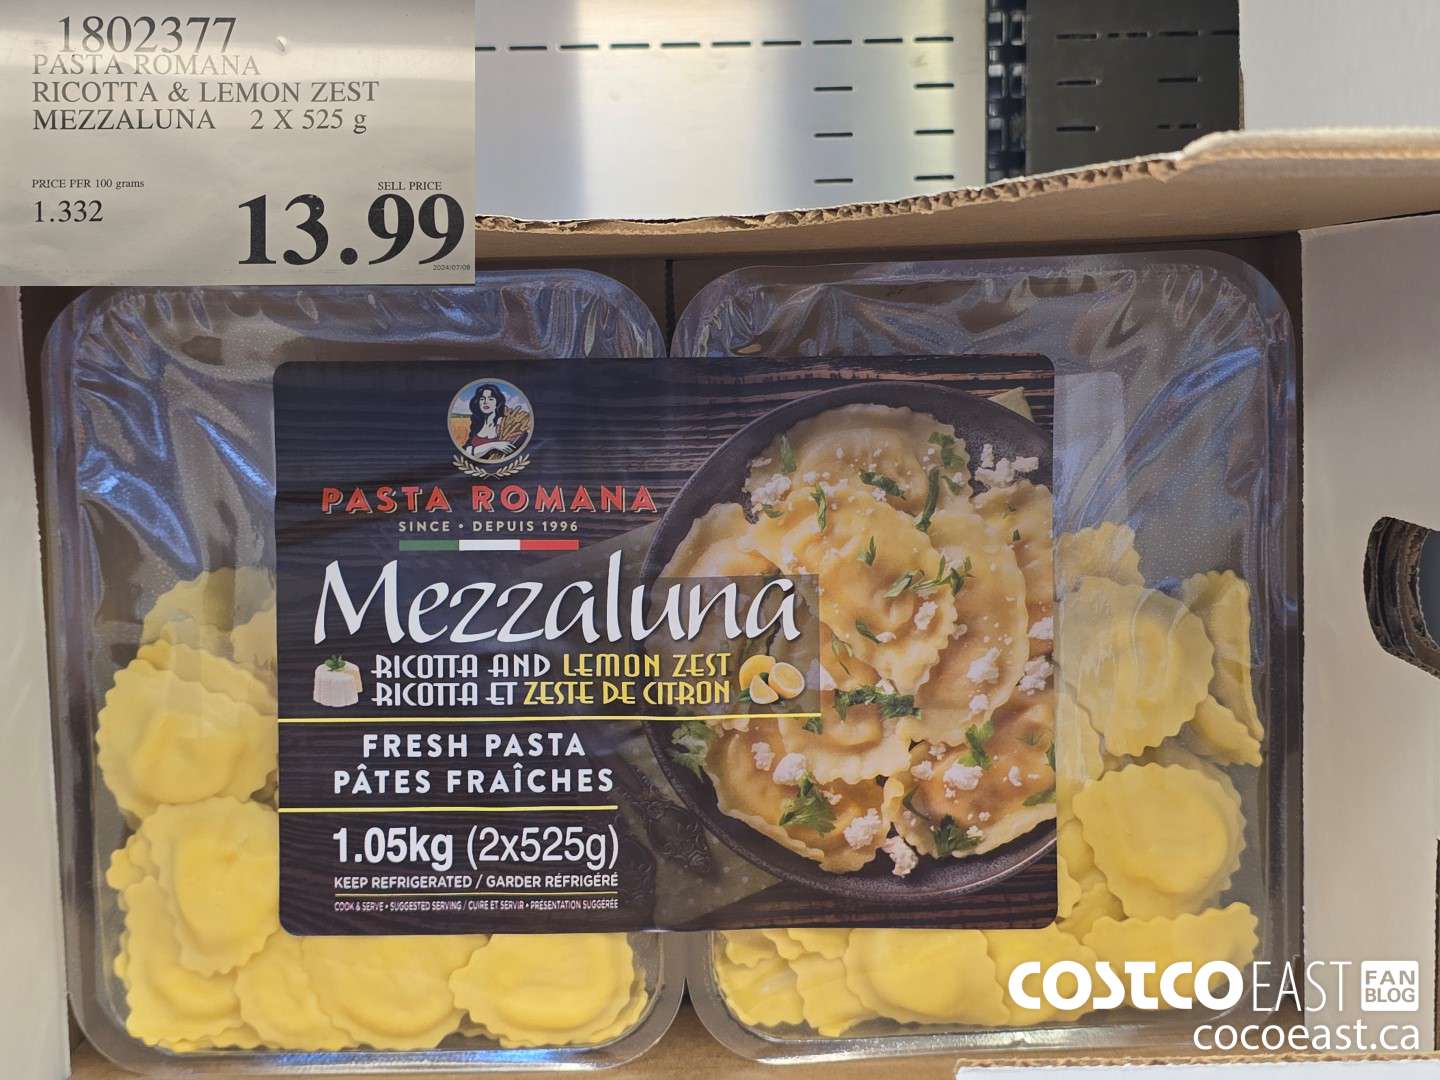 1802377
PASTA ROMANA
RICOTTA & LEMON ZEST
MEZZALUNA 2 X 525 g
PRICE PER 100 grams
1.332
SELL PRICE
13.99
2024/07/08
PASTA ROMANA
SINCE • DEPUIS 1996
Mezzaluna
RICOTTA AND LEMON ZEST
RICOTTA ET ZESTE DE CITRON
FRESH PASTA
PÂTES FRAÎCHES
1.05kg (2x525g)
KEEP REFRIGERATED / GARDER RÉFRIGÉRÉ
COOK & SERVE • SUGGESTED SERVING / CUIRE ET SERVIR • PRÉSENTATION SUGGÉRÉE
COSTCO EAST FAN BLOG
cocoeast.ca